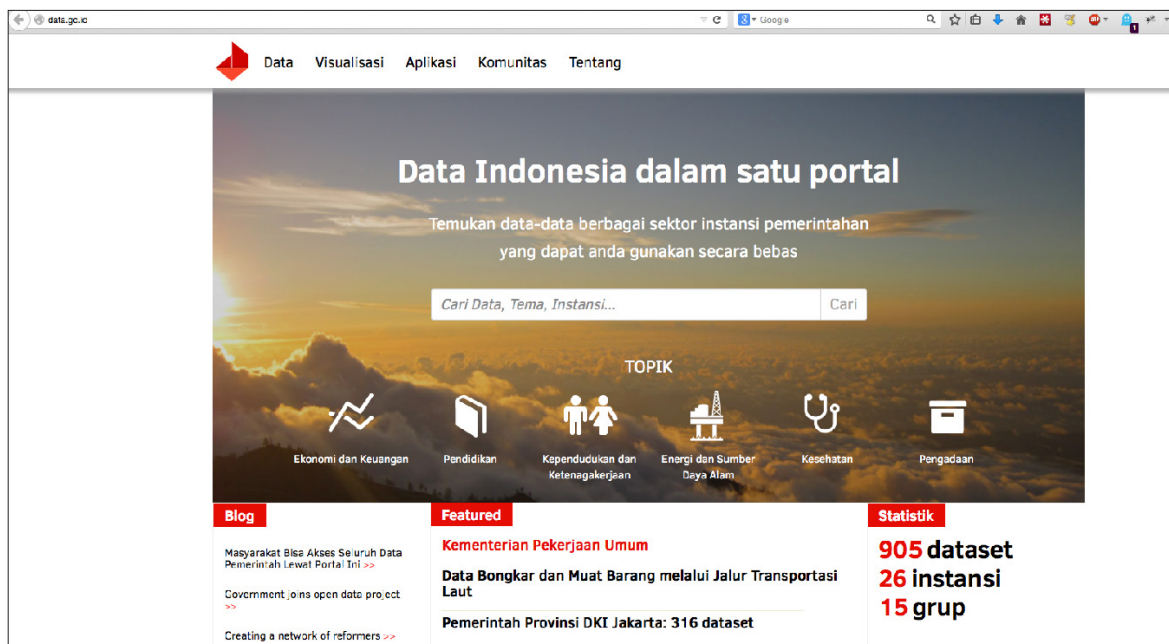 data.go.id
Google
1
Data Visualisasi Aplikasi Komunitas Tentang
Data Indonesia dalam satu portal
Temukan data-data berbagai sektor instansi pemerintahan
yang dapat anda gunakan secara bebas
Cari Data, Tema, Instansi...
Cari
TOPIK
Ekonomi dan Keuangan
Pendidikan
Kependudukan dan
Ketenagakerjaan
Energi dan Sumber
Daya Alam
Kesehatan
Pengadaan
Blog
Masyarakat Bisa Akses Seluruh Data
Pemerintah Lewat Portal Ini >>
Government joins open data project
>>
Creating a network of reformers >>
Featured
Kementerian Pekerjaan Umum
Data Bongkar dan Muat Barang melalui Jalur Transportasi
Laut
Pemerintah Provinsi DKI Jakarta: 316 dataset
Statistik
905 dataset
26 instansi
15 grup